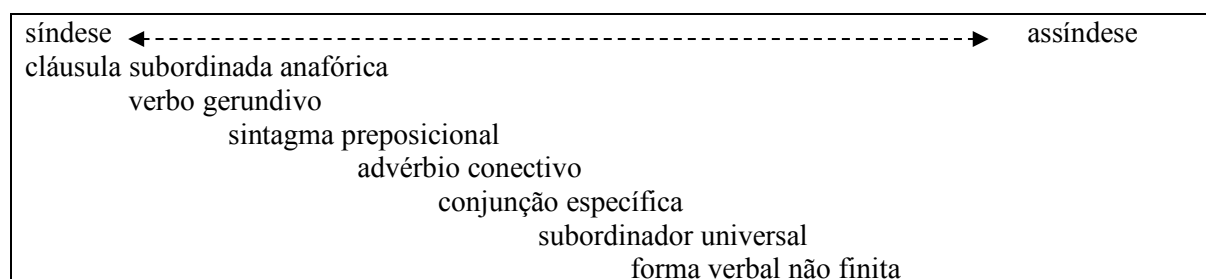 síndese assíndese
cláusula subordinada anafórica
verbo gerundivo
sintagma preposicional
advérbio conectivo
conjunção específica
subordinador universal
forma verbal não finita